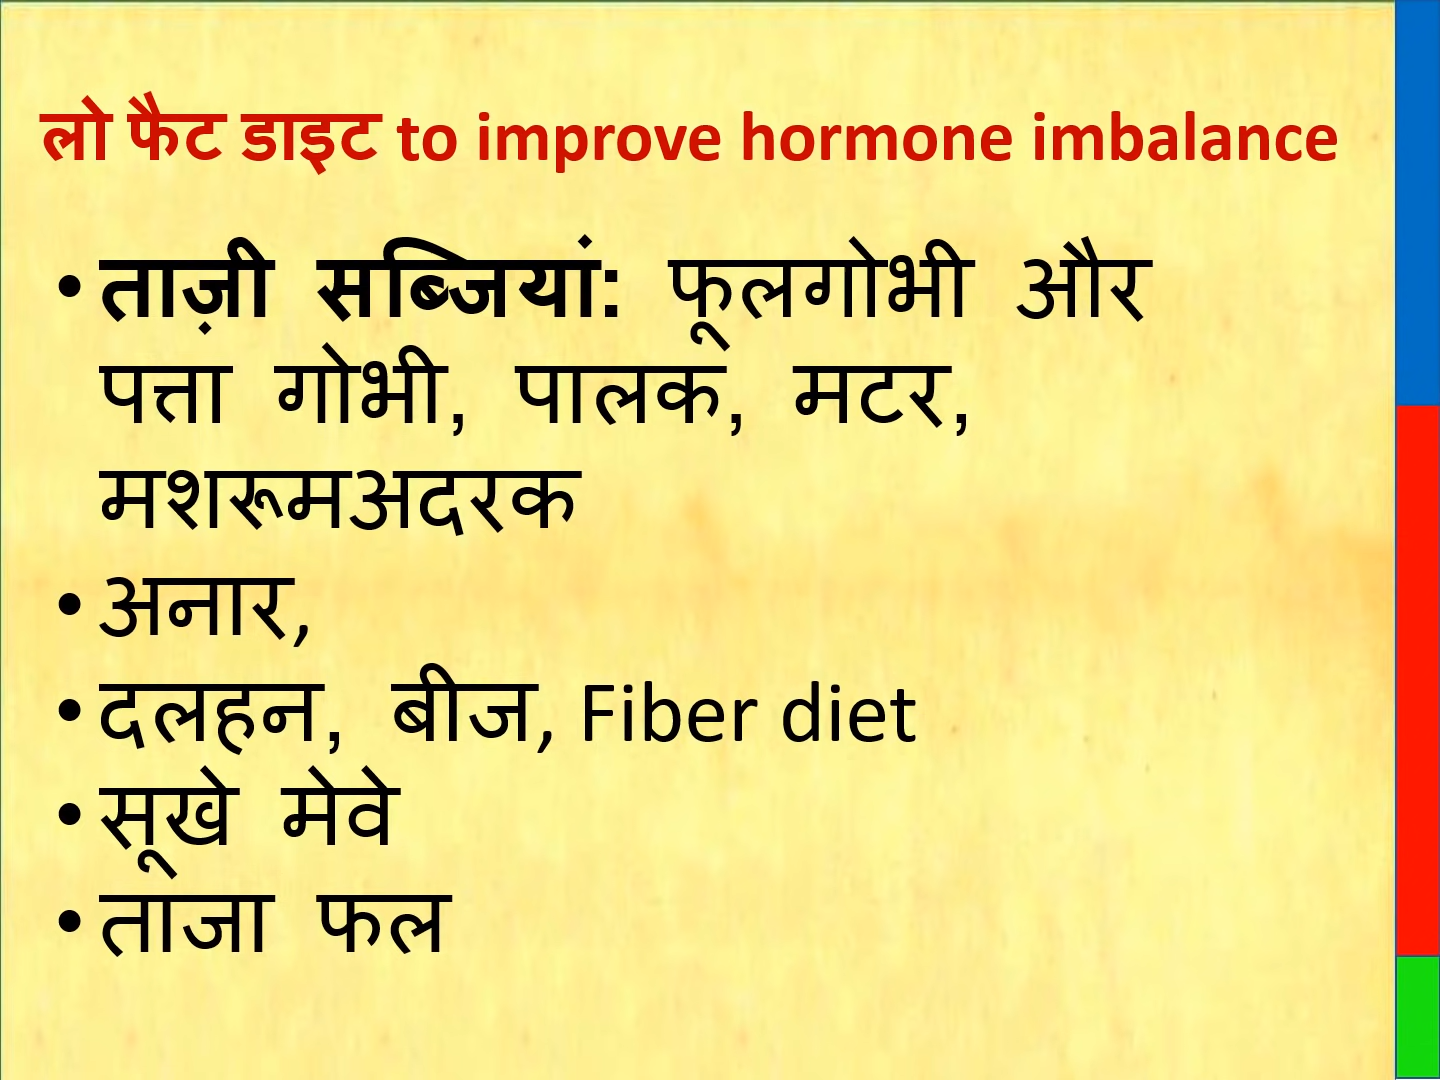 लो फैट डाइट to improve hormone imbalance
• ताज़ी सब्जियां: फूलगोभी और
पत्ता गोभी, पालक, मटर,
मशरूमअदरक
• अनार,
• दलहन, बीज, Fiber diet
• सूखे मेवे
• ताजा फल